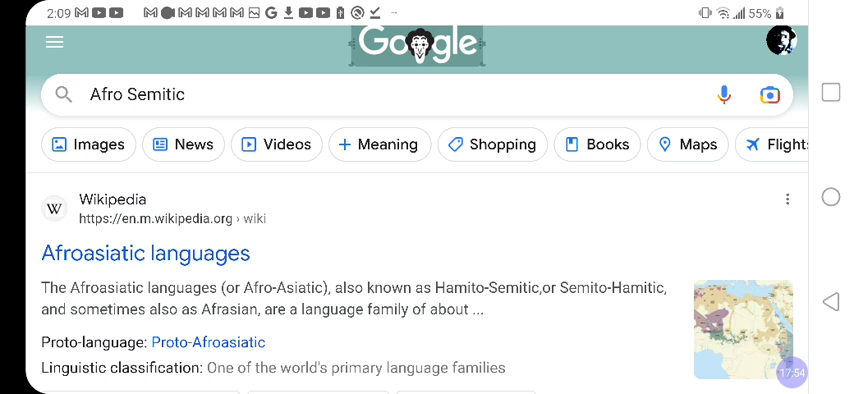 2:09 55%
Google
Afro Semitic
Images News Videos Meaning Shopping Books Maps Flights
W Wikipedia
https://en.m.wikipedia.org › wiki
Afroasiatic languages
The Afroasiatic languages (or Afro-Asiatic), also known as Hamito-Semitic,or Semito-Hamitic,
and sometimes also as Afrasian, are a language family of about ...
Proto-language: Proto-Afroasiatic
Linguistic classification: One of the world's primary language families
17:54